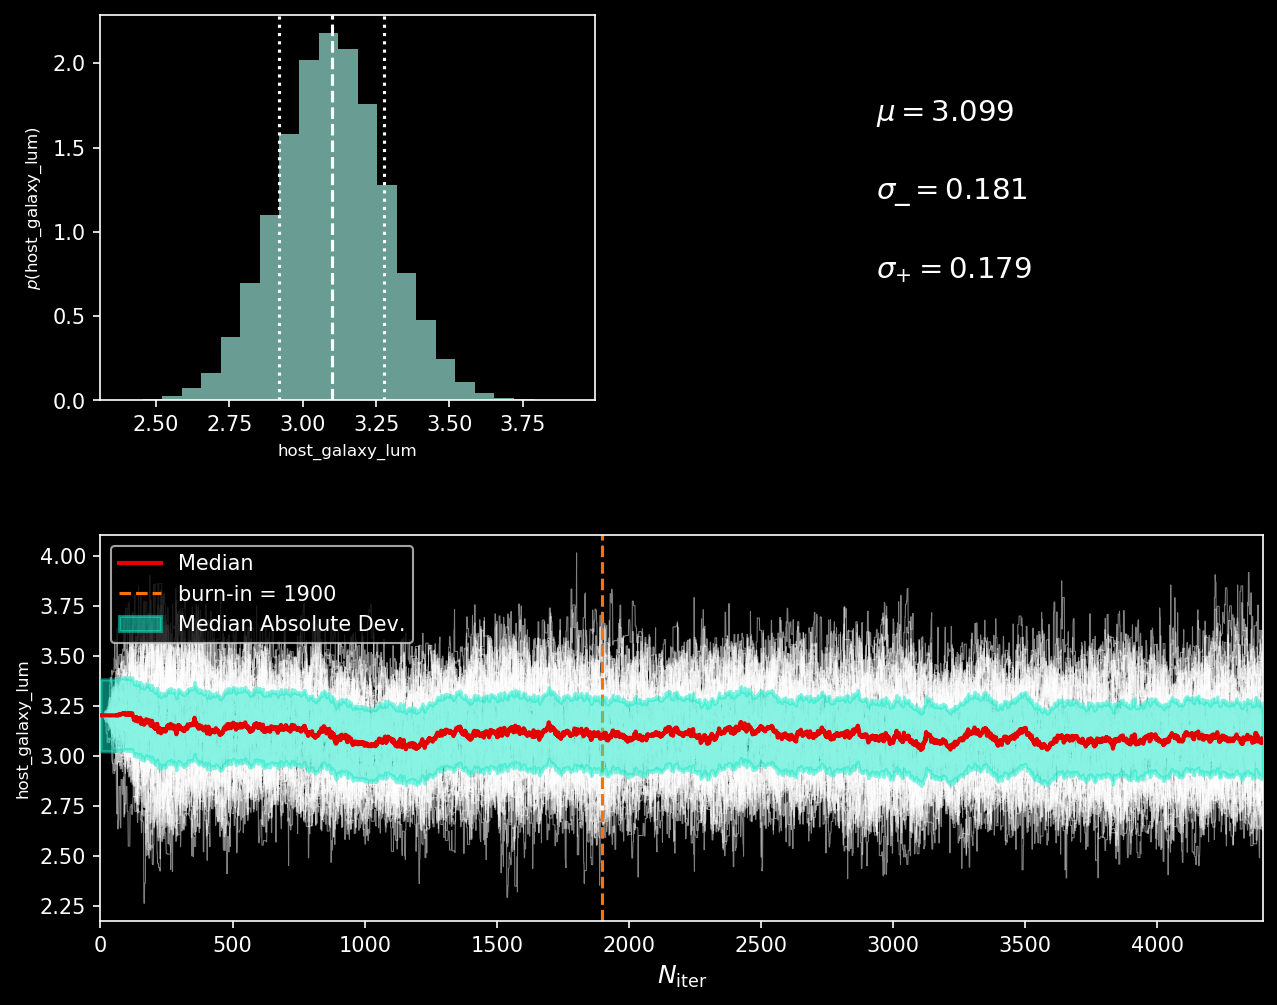 2.0
1.5
1.0
0.5
0.0
p(host_galaxy_lum)
2.50 2.75 3.00 3.25 3.50 3.75
host_galaxy_lum
μ = 3.099
σ₋ = 0.181
σ₊ = 0.179
4.00
3.75
3.50
3.25
3.00
2.75
2.50
2.25
host_galaxy_lum
Median
burn-in = 1900
Median Absolute Dev.
0 500 1000 1500 2000 2500 3000 3500 4000
N_iter